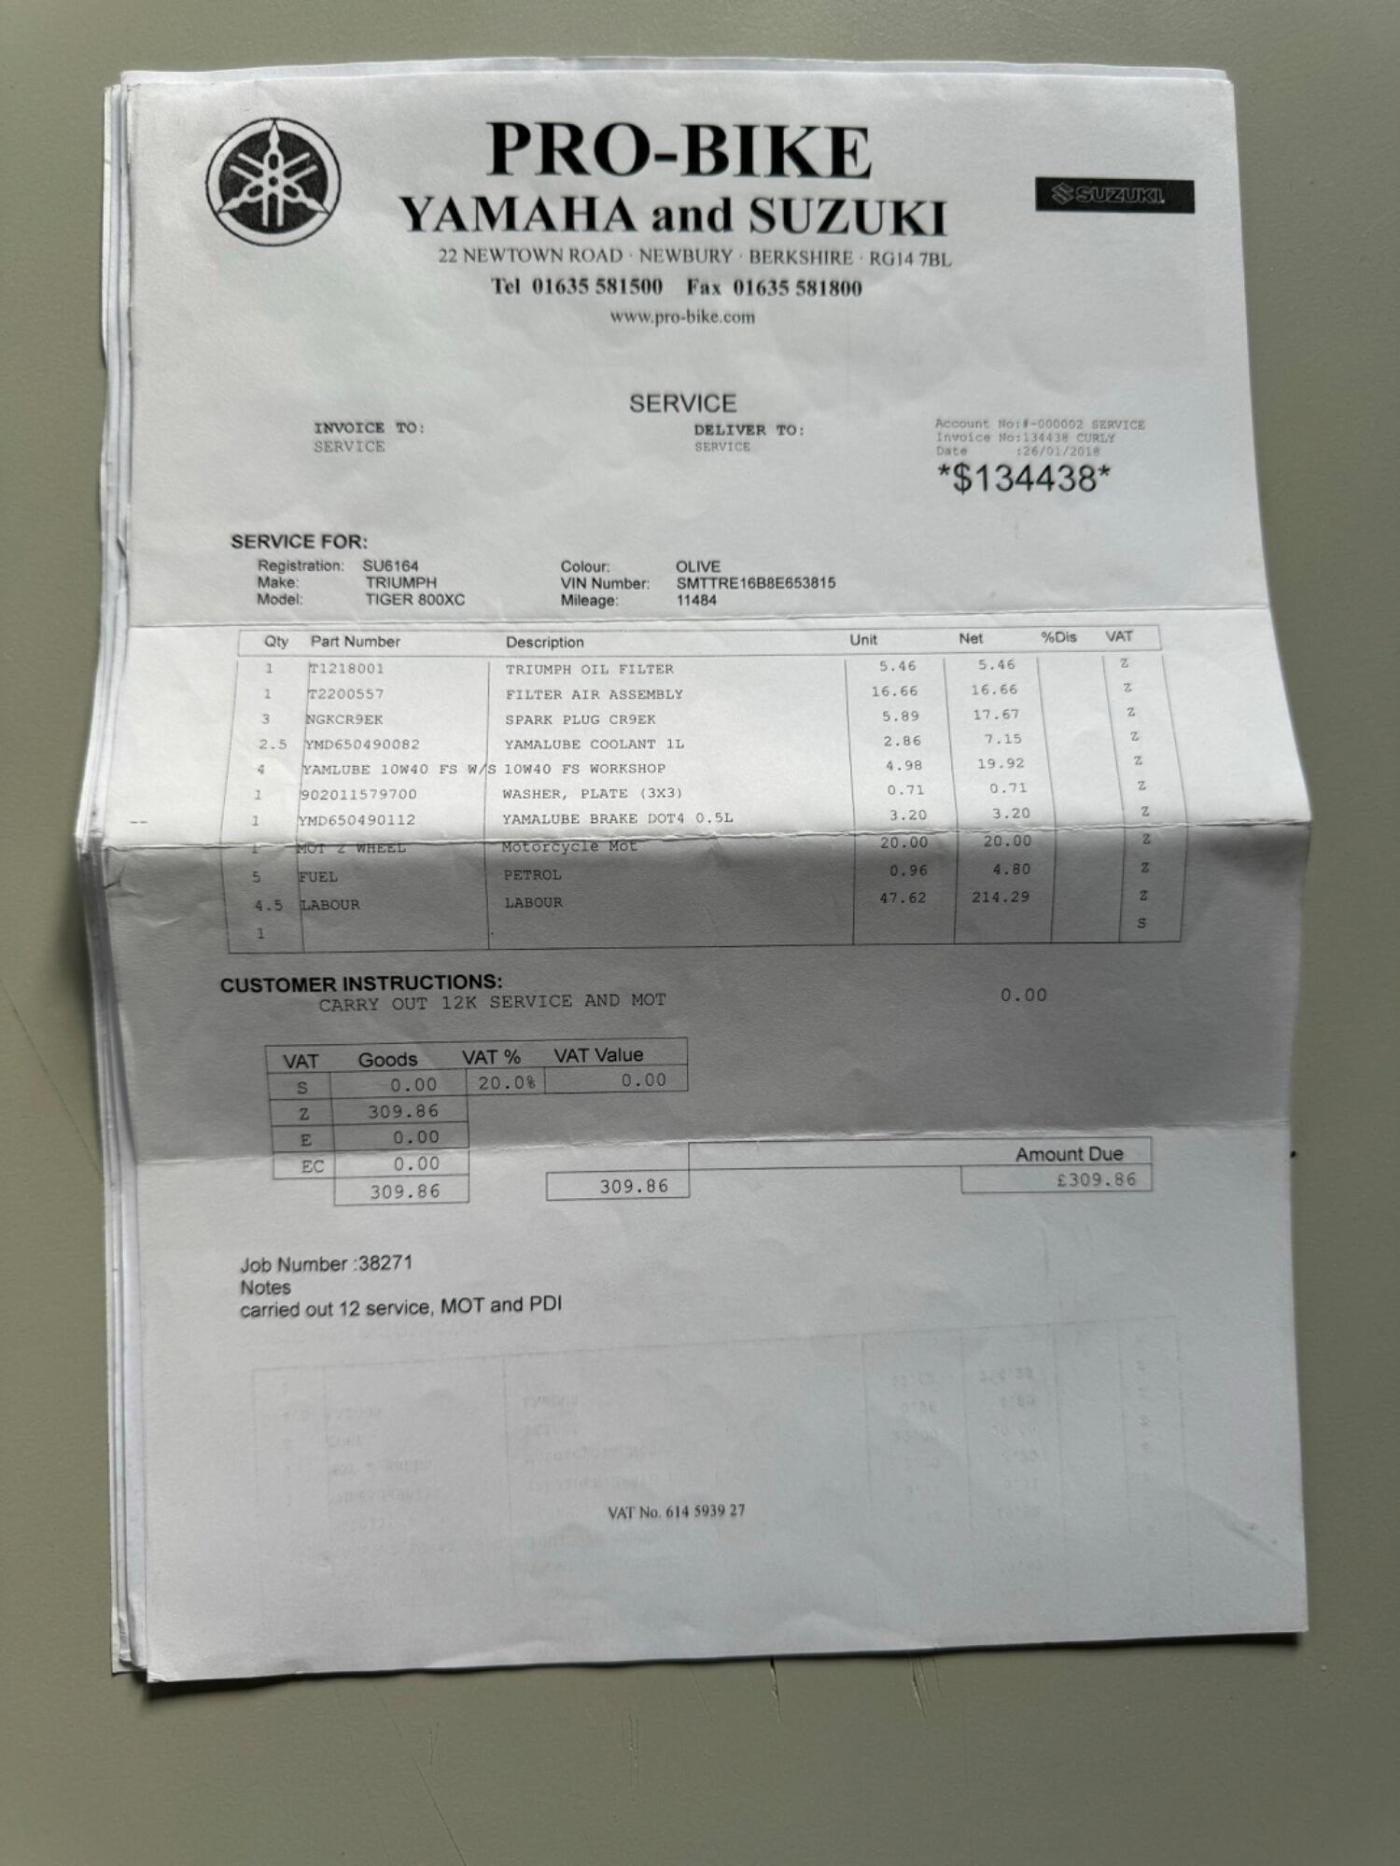 PRO-BIKE
YAMAHA and SUZUKI
SUZUKI
22 NEWTOWN ROAD · NEWBURY · BERKSHIRE · RG14 7BL
Tel 01635 581500 Fax 01635 581800
www.pro-bike.com
SERVICE
INVOICE TO:
SERVICE
DELIVER TO:
SERVICE
Account No:#-000002 SERVICE
Invoice No:134438 CURLY
Date :26/01/2018
*$134438*
SERVICE FOR:
Registration: SU6164 Colour: OLIVE
Make: TRIUMPH VIN Number: SMTTRE16B8E653815
Model: TIGER 800XC Mileage: 11484
Qty Part Number Description Unit Net %Dis VAT
1 T1218001 TRIUMPH OIL FILTER 5.46 5.46 Z
1 T2200557 FILTER AIR ASSEMBLY 16.66 16.66 Z
3 NGKCR9EK SPARK PLUG CR9EK 5.89 17.67 Z
2.5 YMD650490082 YAMALUBE COOLANT 1L 2.86 7.15 Z
4 YAMLUBE 10W40 FS W/S 10W40 FS WORKSHOP 4.98 19.92 Z
1 902011579700 WASHER, PLATE (3X3) 0.71 0.71 Z
-- 1 YMD650490112 YAMALUBE BRAKE DOT4 0.5L 3.20 3.20 Z
1 MOT 2 WHEEL Motorcycle Mot 20.00 20.00 Z
5 FUEL PETROL 0.96 4.80 Z
4.5 LABOUR LABOUR 47.62 214.29 Z
1 . S
CUSTOMER INSTRUCTIONS:
CARRY OUT 12K SERVICE AND MOT 0.00
VAT Goods VAT % VAT Value
S 0.00 20.0% 0.00
Z 309.86
E 0.00
EC 0.00
309.86 309.86
Amount Due
£309.86
Job Number :38271
Notes
carried out 12 service, MOT and PDI
VAT No. 614 5939 27